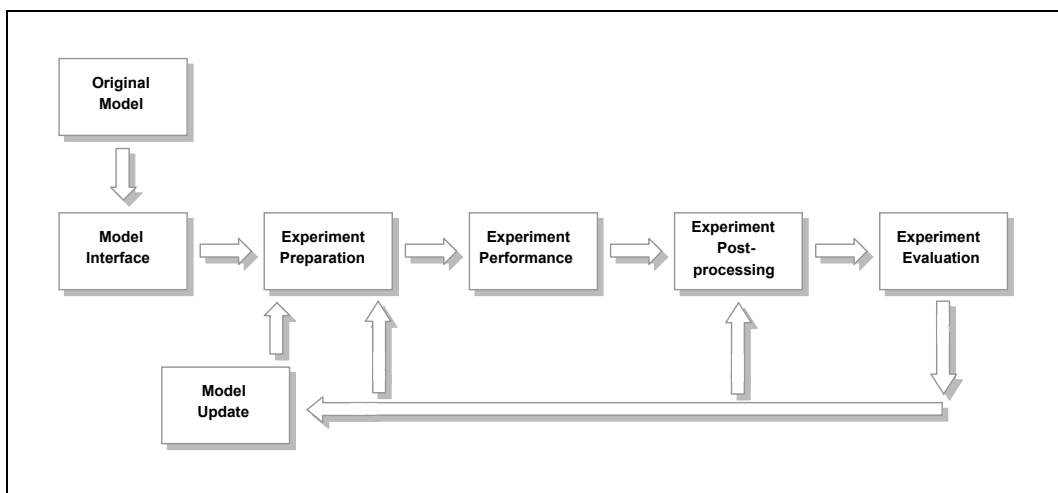 Original
Model
Model
Interface
Experiment
Preparation
Experiment
Performance
Experiment
Post-
processing
Experiment
Evaluation
Model
Update